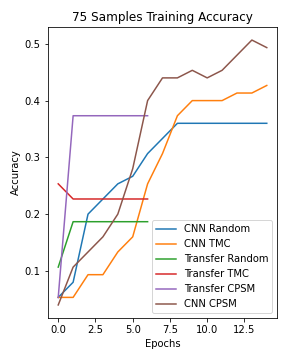 75 Samples Training Accuracy
Accuracy
0.5
0.4
0.3
0.2
0.1
CNN Random
CNN TMC
Transfer Random
Transfer TMC
Transfer CPSM
CNN CPSM
0.0 2.5 5.0 7.5 10.0 12.5
Epochs